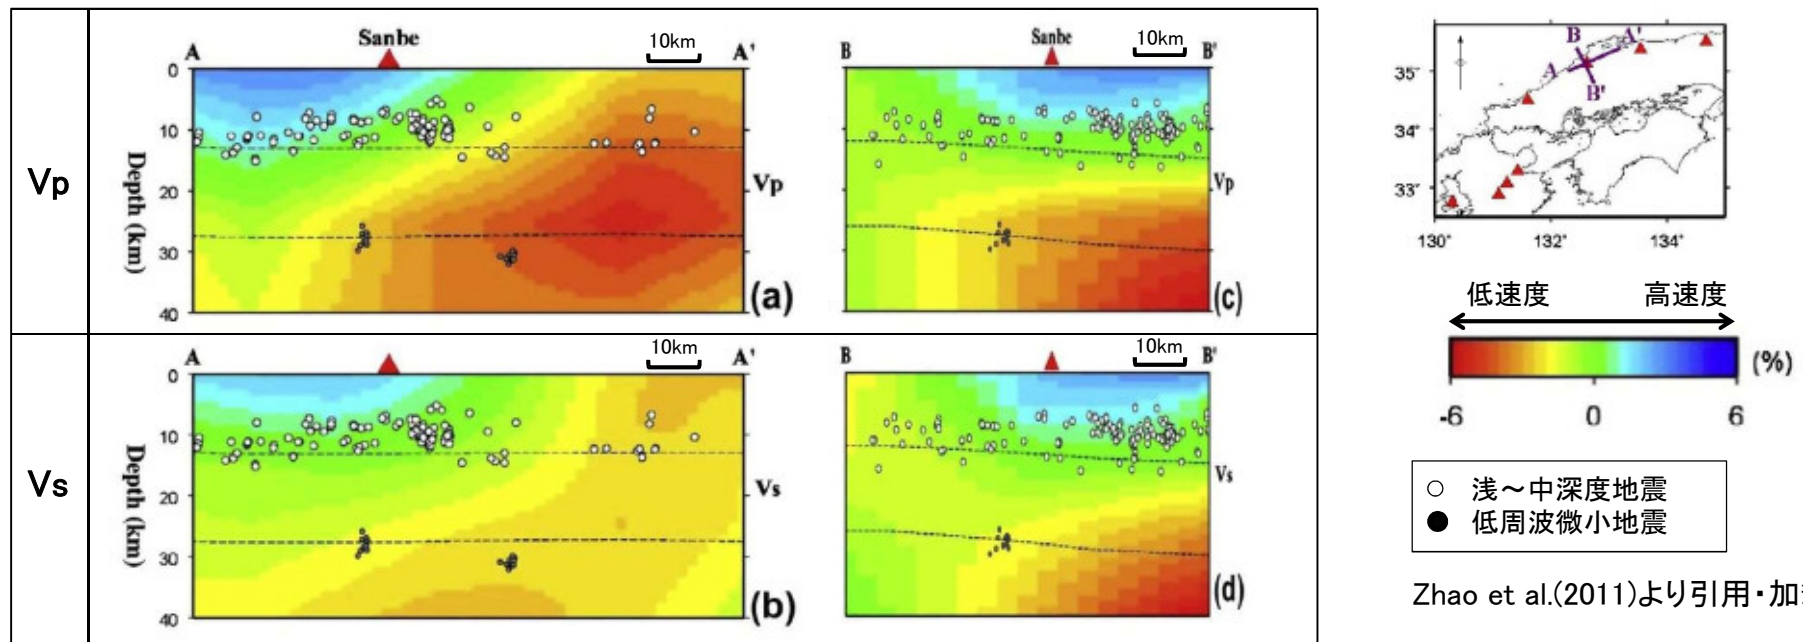 Vp
A
Sanbe
10km
A'
0
10
20
30
40
Depth (km)
Vp
(a)
B
Sanbe
10km
B'
Vp
(c)
Vs
A
10km
A'
0
10
20
30
40
Depth (km)
Vs
(b)
B
10km
B'
Vs
(d)
B
A'
A
B'
35°
34°
33°
130°
132°
134°
低速度
高速度
(%)
-6
0
6
浅～中深度地震
低周波微小地震
Zhao et al.(2011)より引用・加